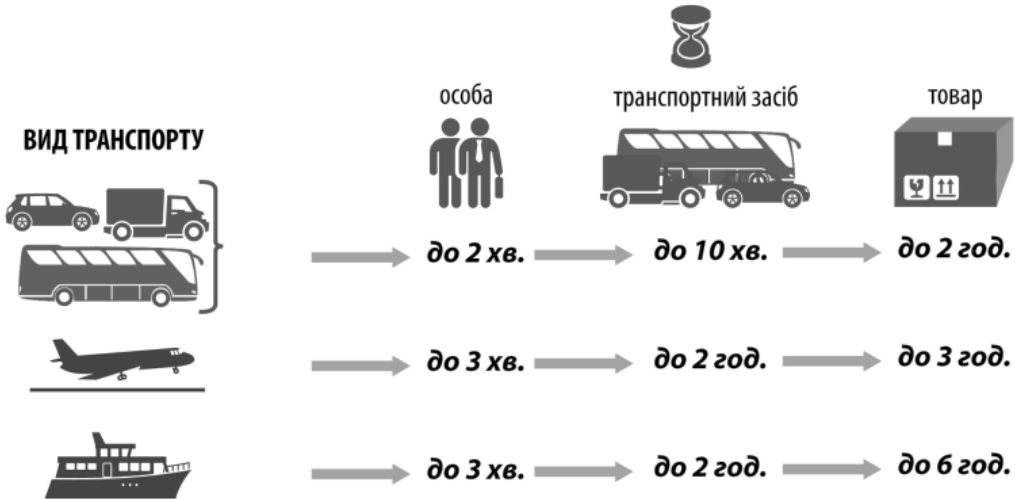 особа
транспортний засіб
товар
ВИД ТРАНСПОРТУ
до 2 хв.
до 10 хв.
до 2 год.
до 3 хв.
до 2 год.
до 3 год.
до 3 хв.
до 2 год.
до 6 год.